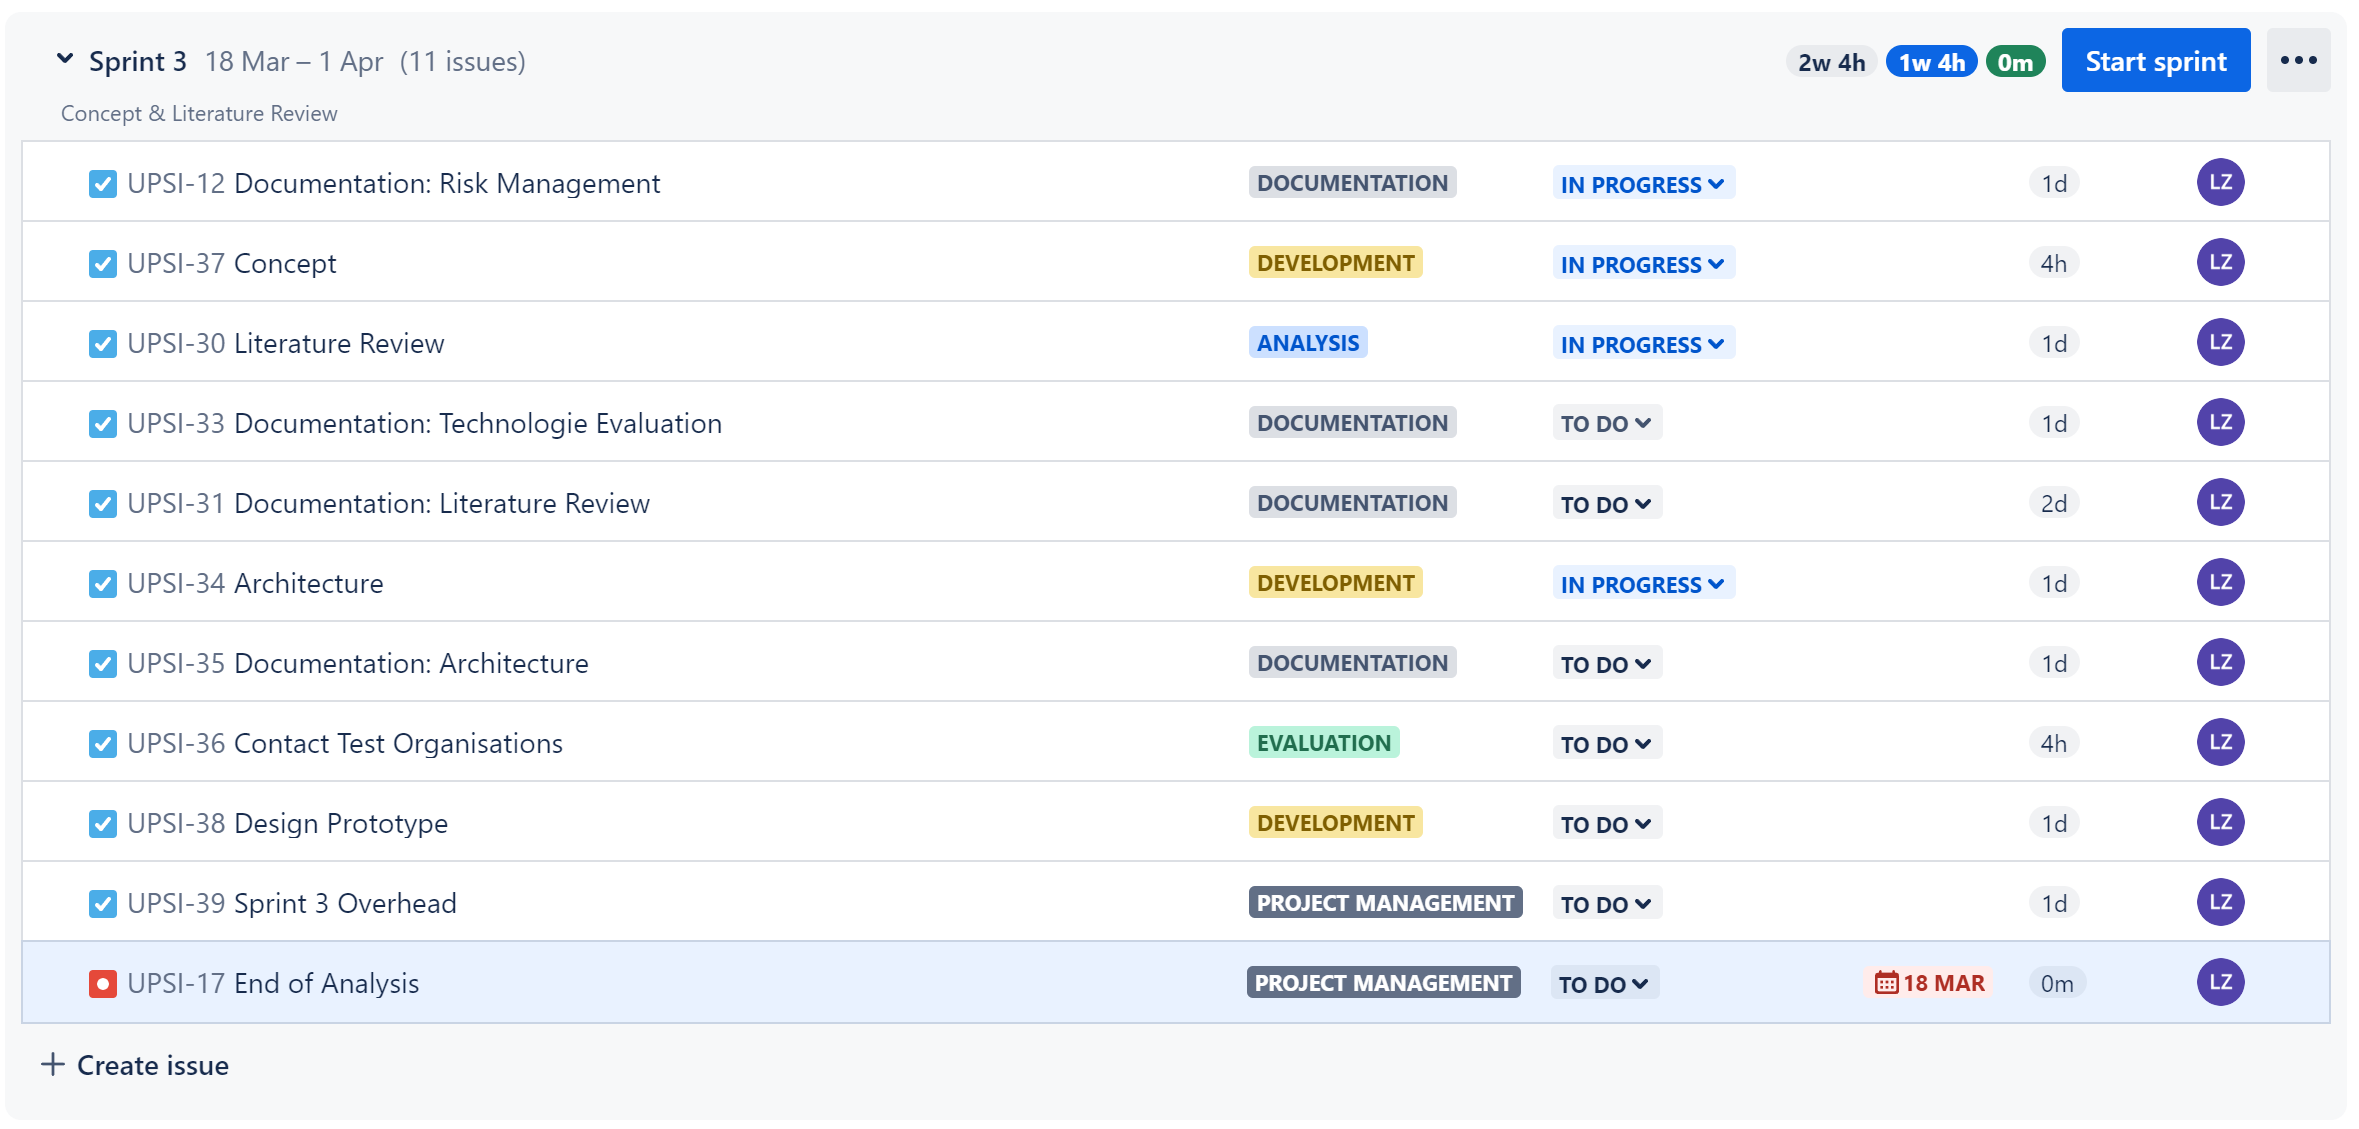 Sprint 3 18 Mar – 1 Apr (11 issues) 2w 4h 1w 4h 0m Start sprint
Concept & Literature Review
UPSI-12 Documentation: Risk Management DOCUMENTATION IN PROGRESS 1d LZ
UPSI-37 Concept DEVELOPMENT IN PROGRESS 4h LZ
UPSI-30 Literature Review ANALYSIS IN PROGRESS 1d LZ
UPSI-33 Documentation: Technologie Evaluation DOCUMENTATION TO DO 1d LZ
UPSI-31 Documentation: Literature Review DOCUMENTATION TO DO 2d LZ
UPSI-34 Architecture DEVELOPMENT IN PROGRESS 1d LZ
UPSI-35 Documentation: Architecture DOCUMENTATION TO DO 1d LZ
UPSI-36 Contact Test Organisations EVALUATION TO DO 4h LZ
UPSI-38 Design Prototype DEVELOPMENT TO DO 1d LZ
UPSI-39 Sprint 3 Overhead PROJECT MANAGEMENT TO DO 1d LZ
UPSI-17 End of Analysis PROJECT MANAGEMENT TO DO 18 MAR 0m LZ
+ Create issue